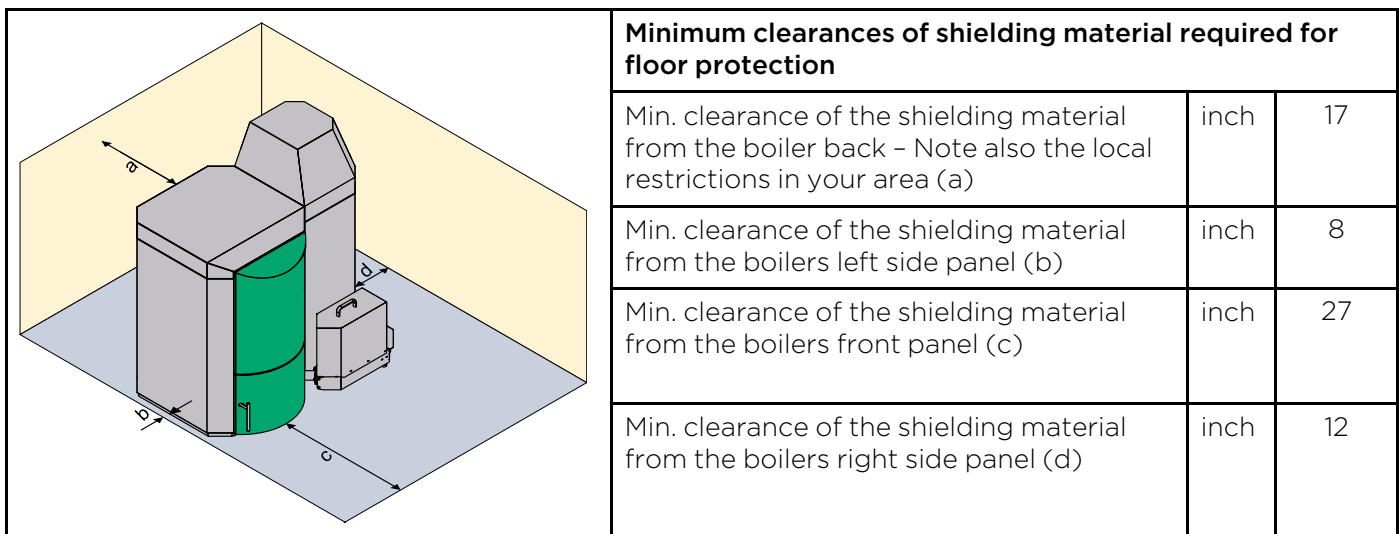 a
b
c
d
Minimum clearances of shielding material required for
floor protection
Min. clearance of the shielding material
from the boiler back – Note also the local
restrictions in your area (a)
inch
17
Min. clearance of the shielding material
from the boilers left side panel (b)
inch
8
Min. clearance of the shielding material
from the boilers front panel (c)
inch
27
Min. clearance of the shielding material
from the boilers right side panel (d)
inch
12